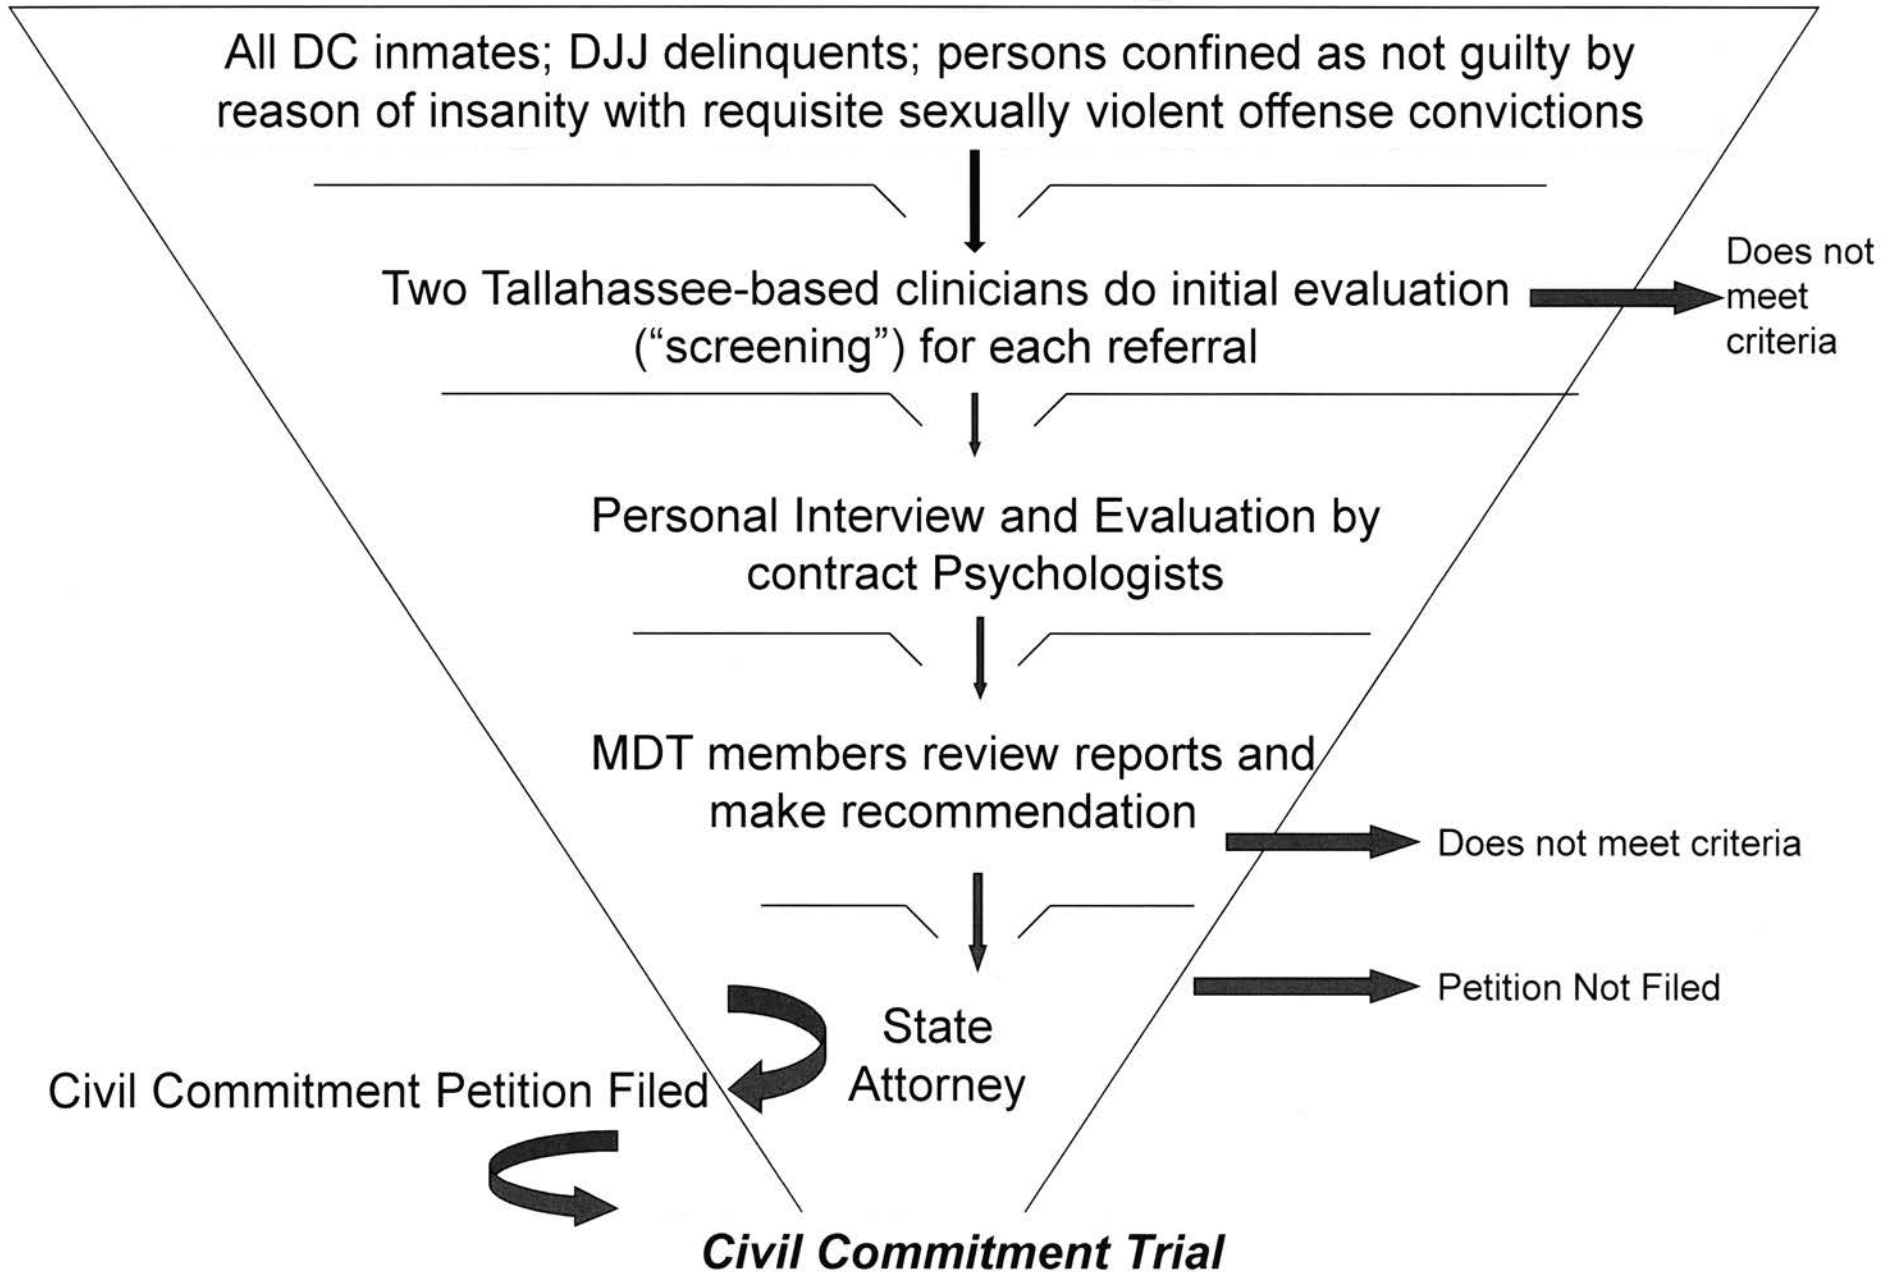 All DC inmates; DJJ delinquents; persons confined as not guilty by
reason of insanity with requisite sexually violent offense convictions
Two Tallahassee-based clinicians do initial evaluation
(“screening”) for each referral
Does not
meet
criteria
Personal Interview and Evaluation by
contract Psychologists
MDT members review reports and
make recommendation
Does not meet criteria
Petition Not Filed
State
Attorney
Civil Commitment Petition Filed
Civil Commitment Trial